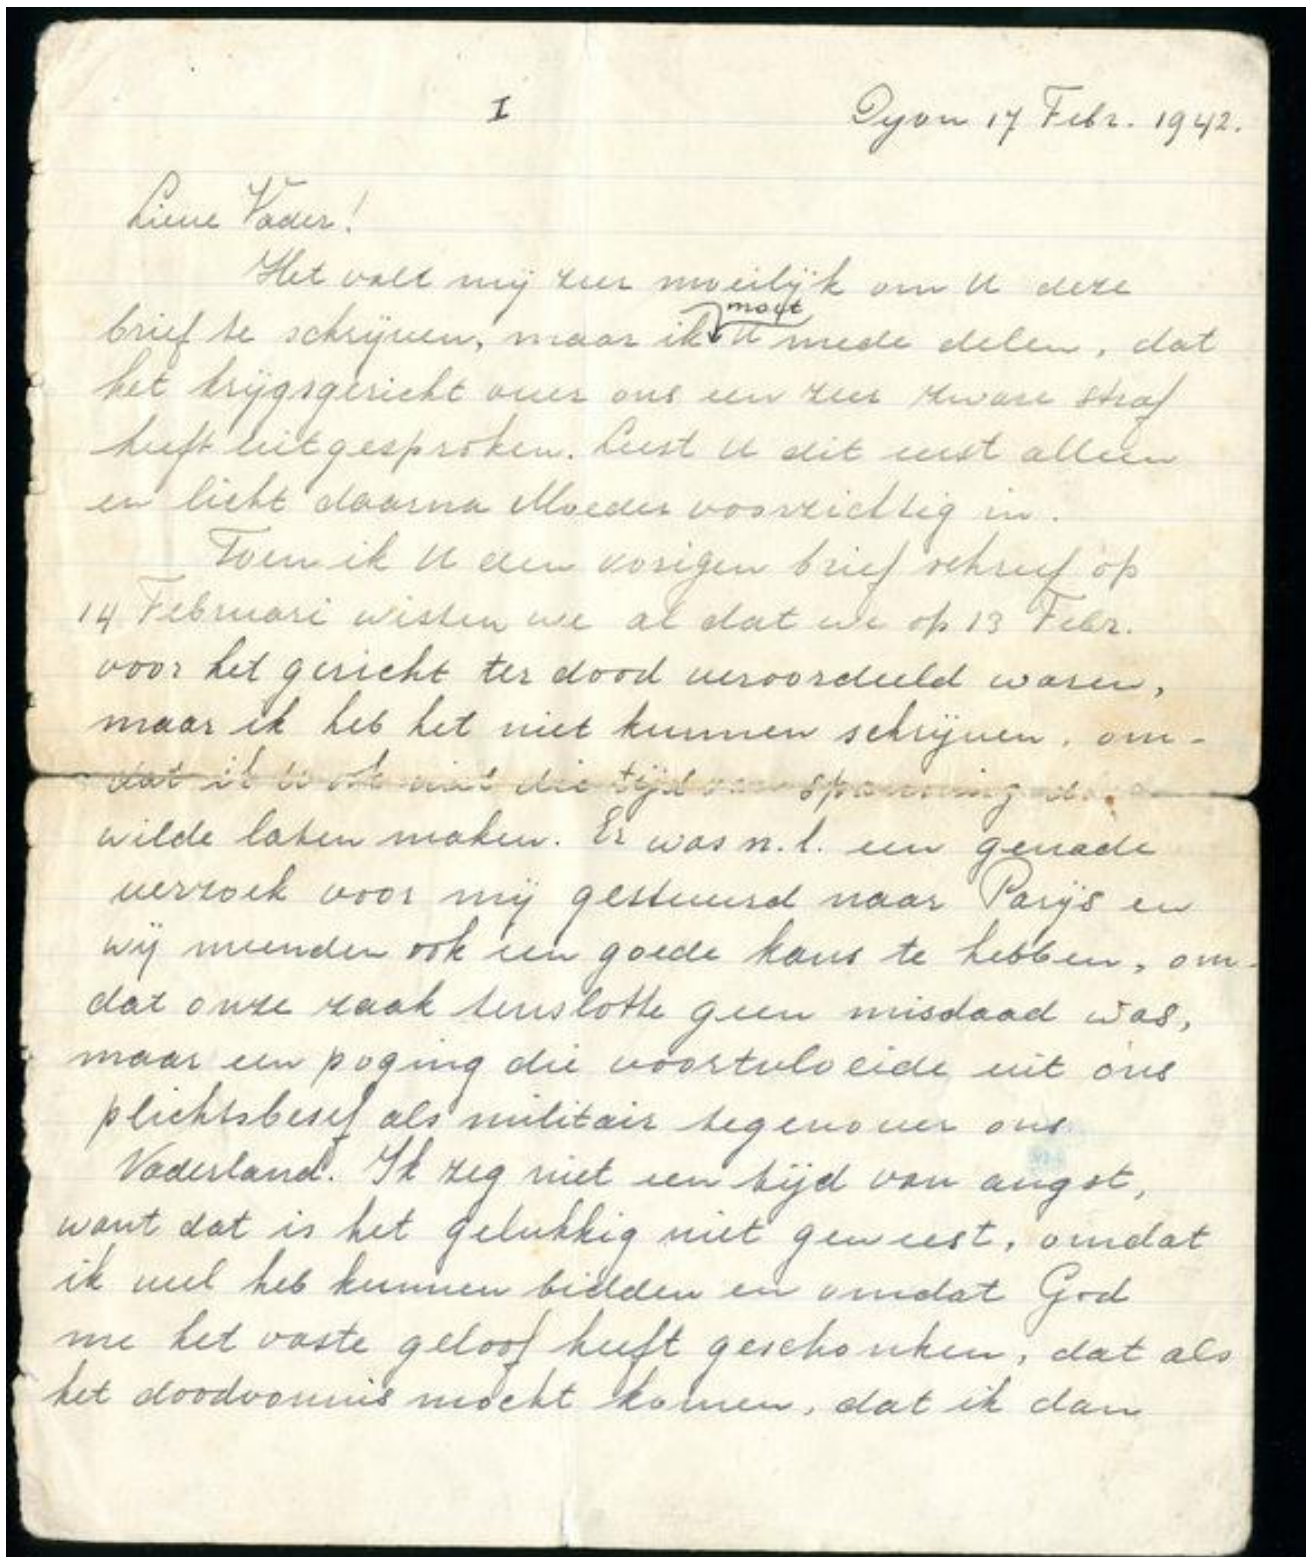 I
Dyon 17 Febr. 1942.
Lieve Vader!
Het valt mij zeer moeilijk om U deze
moet
brief te schrijven, maar ik U mede delen, dat
het krijgsgericht over ons een zeer zware straf
heeft uitgesproken. Leest U dit eerst alleen
en licht daarna Moeder voorzichtig in.
Toen ik U den vorigen brief schreef op
14 Februari wisten we al dat we op 13 Febr.
voor het gericht ter dood veroordeeld waren,
maar ik heb het niet kunnen schrijven, om-
dat ik U ook niet die tijd van spanning
wilde laten maken. Er was n.l. een genade
verzoek voor mij gestuurd naar Parijs en
wij meenden ook een goede kans te hebben, om-
dat onze zaak tenslotte geen misdaad was,
maar een poging die voortvloeide uit ons
plichtsbesef als militair tegenover ons
Vaderland. Ik zeg niet een tijd van angst,
want dat is het gelukkig niet geweest, omdat
ik veel heb kunnen bidden en omdat God
me het vaste geloof heeft geschonken, dat als
het doodvonnis mocht komen, dat ik dan